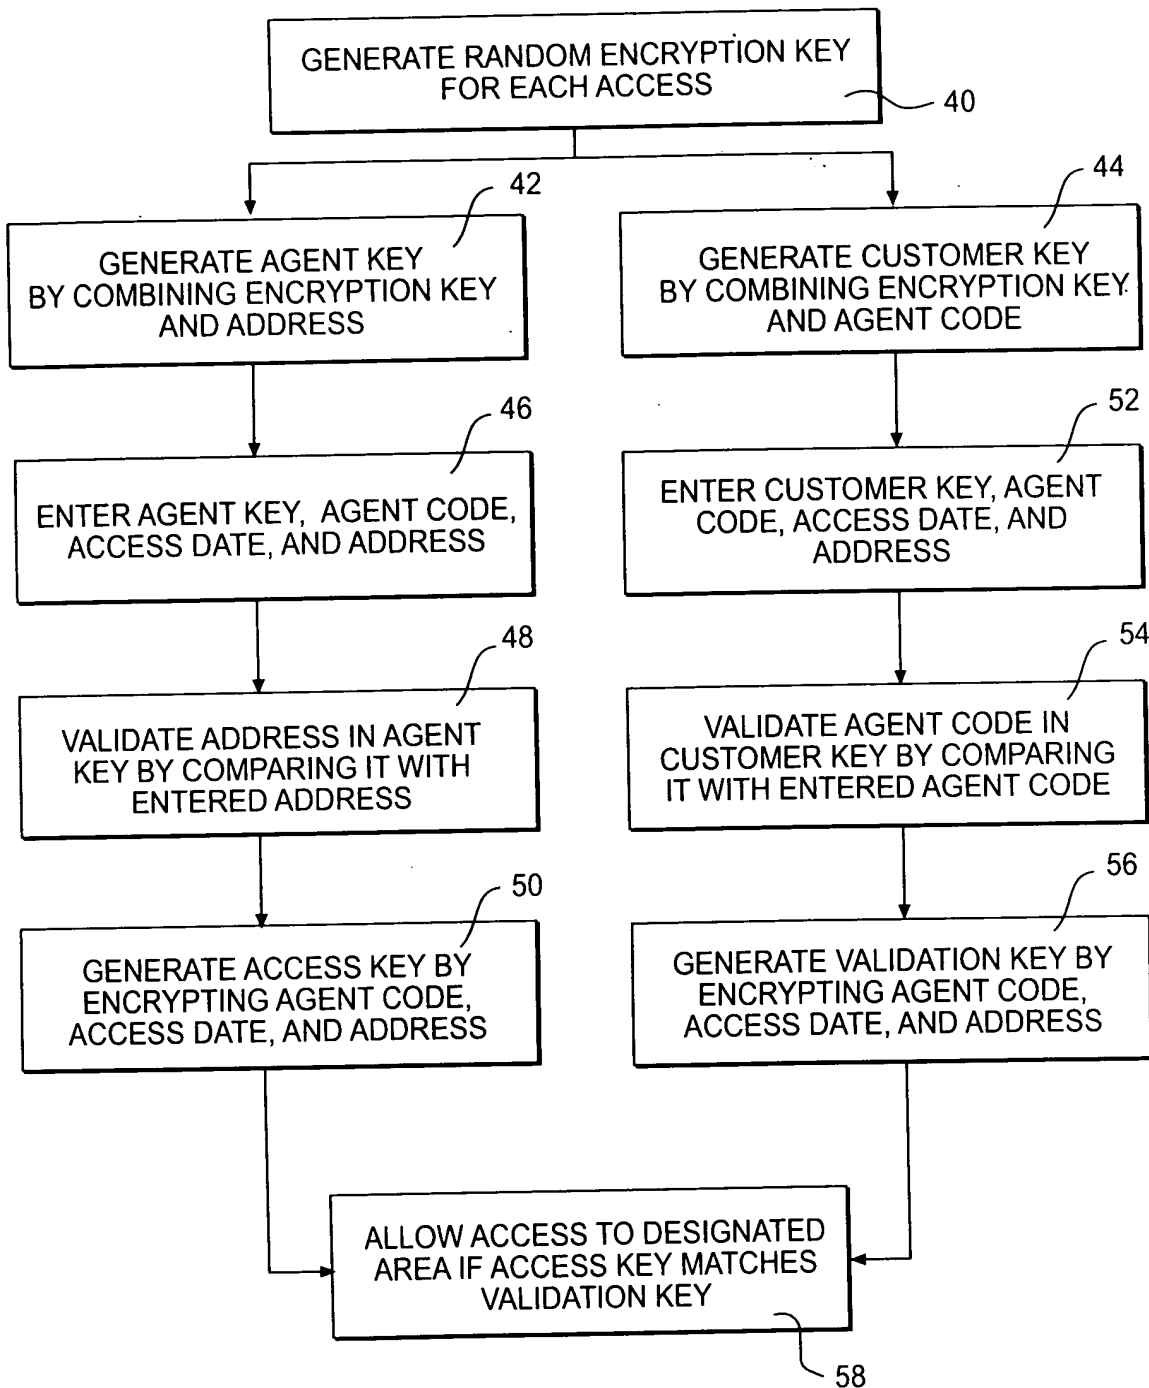 GENERATE RANDOM ENCRYPTION KEY
FOR EACH ACCESS
40
42
GENERATE AGENT KEY
BY COMBINING ENCRYPTION KEY
AND ADDRESS
44
GENERATE CUSTOMER KEY
BY COMBINING ENCRYPTION KEY
AND AGENT CODE
46
ENTER AGENT KEY, AGENT CODE,
ACCESS DATE, AND ADDRESS
52
ENTER CUSTOMER KEY, AGENT
CODE, ACCESS DATE, AND
ADDRESS
48
VALIDATE ADDRESS IN AGENT
KEY BY COMPARING IT WITH
ENTERED ADDRESS
54
VALIDATE AGENT CODE IN
CUSTOMER KEY BY COMPARING
IT WITH ENTERED AGENT CODE
50
GENERATE ACCESS KEY BY
ENCRYPTING AGENT CODE,
ACCESS DATE, AND ADDRESS
56
GENERATE VALIDATION KEY BY
ENCRYPTING AGENT CODE,
ACCESS DATE, AND ADDRESS
ALLOW ACCESS TO DESIGNATED
AREA IF ACCESS KEY MATCHES
VALIDATION KEY
58